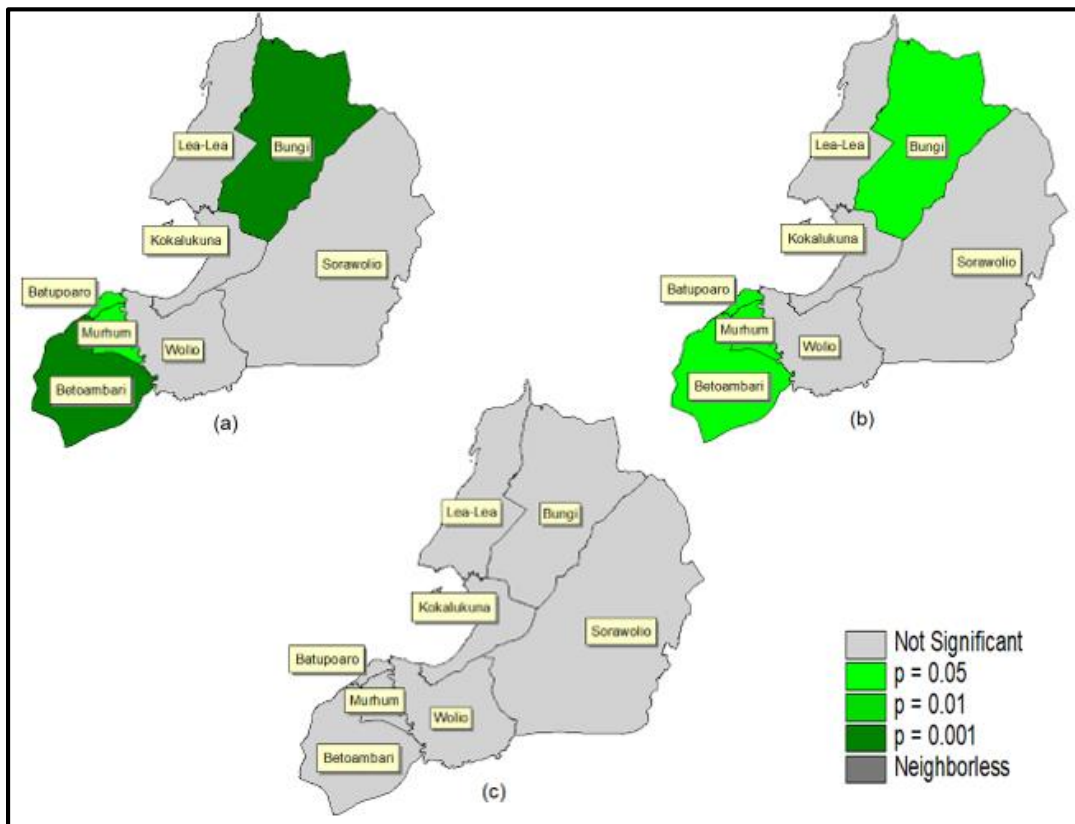 Lea-Lea
Bungi
Kokalukuna
Sorawolio
Batupoaro
Murhum
Wolio
Betoambari
(a)
Lea-Lea
Bungi
Kokalukuna
Sorawolio
Batupoaro
Murhum
Wolio
Betoambari
(b)
Lea-Lea
Bungi
Kokalukuna
Sorawolio
Batupoaro
Murhum
Wolio
Betoambari
(c)
Not Significant
p = 0.05
p = 0.01
p = 0.001
Neighborless